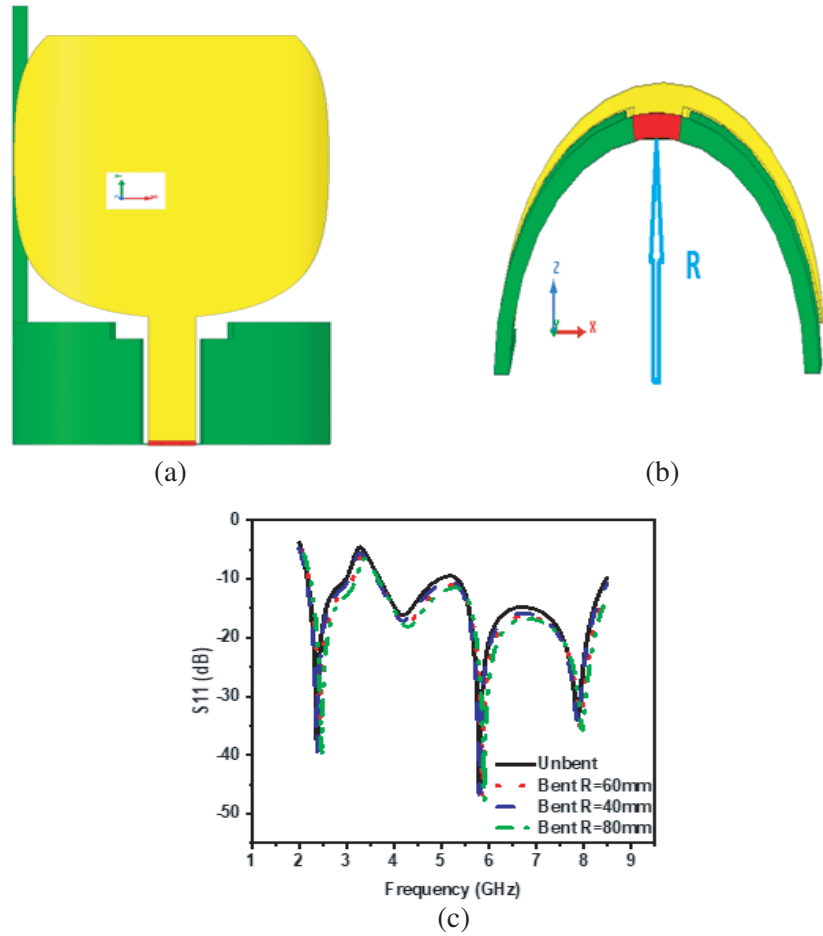 Y
X
(a)
R
Z
Y
X
(b)
0
-10
-20
-30
-40
-50
S11 (dB)
Unbent
Bent R=60mm
Bent R=40mm
Bent R=80mm
1 2 3 4 5 6 7 8 9
Frequency (GHz)
(c)